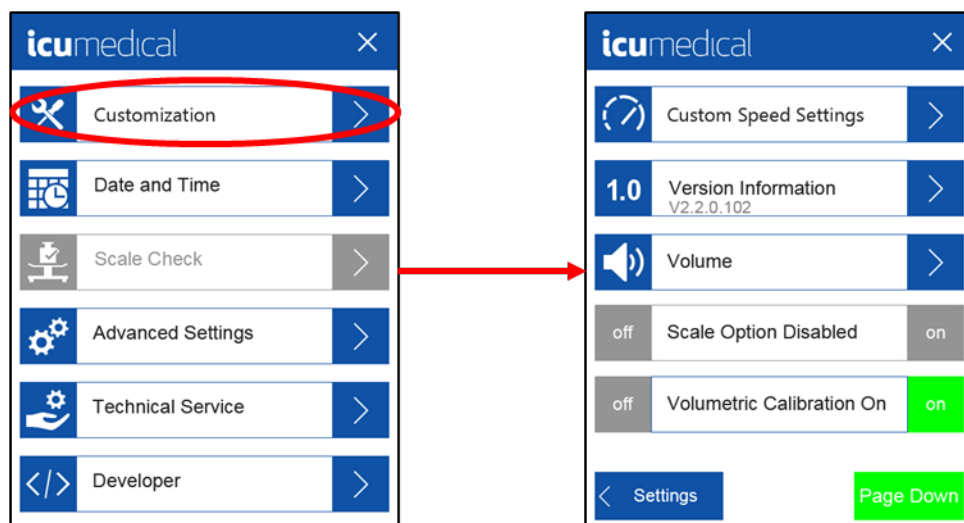 icumedical
Customization
Date and Time
Scale Check
Advanced Settings
Technical Service
</> Developer
icumedical
Custom Speed Settings
1.0 Version Information
V2.2.0.102
Volume
off Scale Option Disabled on
off Volumetric Calibration On on
< Settings Page Down